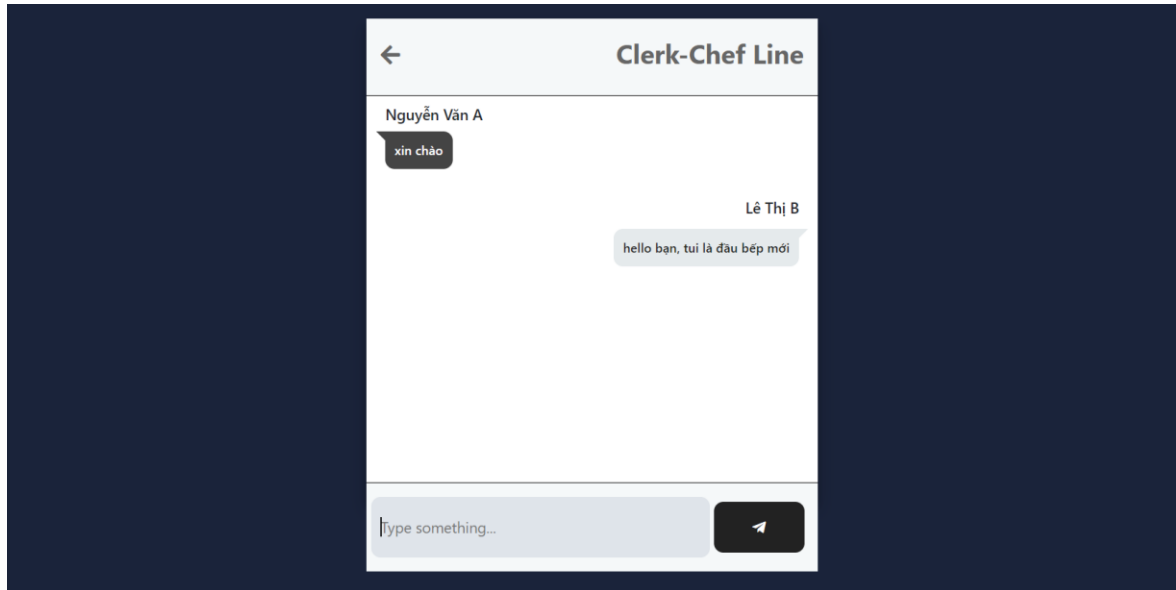 Clerk-Chef Line
Nguyễn Văn A
xin chào
Lê Thị B
hello bạn, tui là đầu bếp mới
Type something...